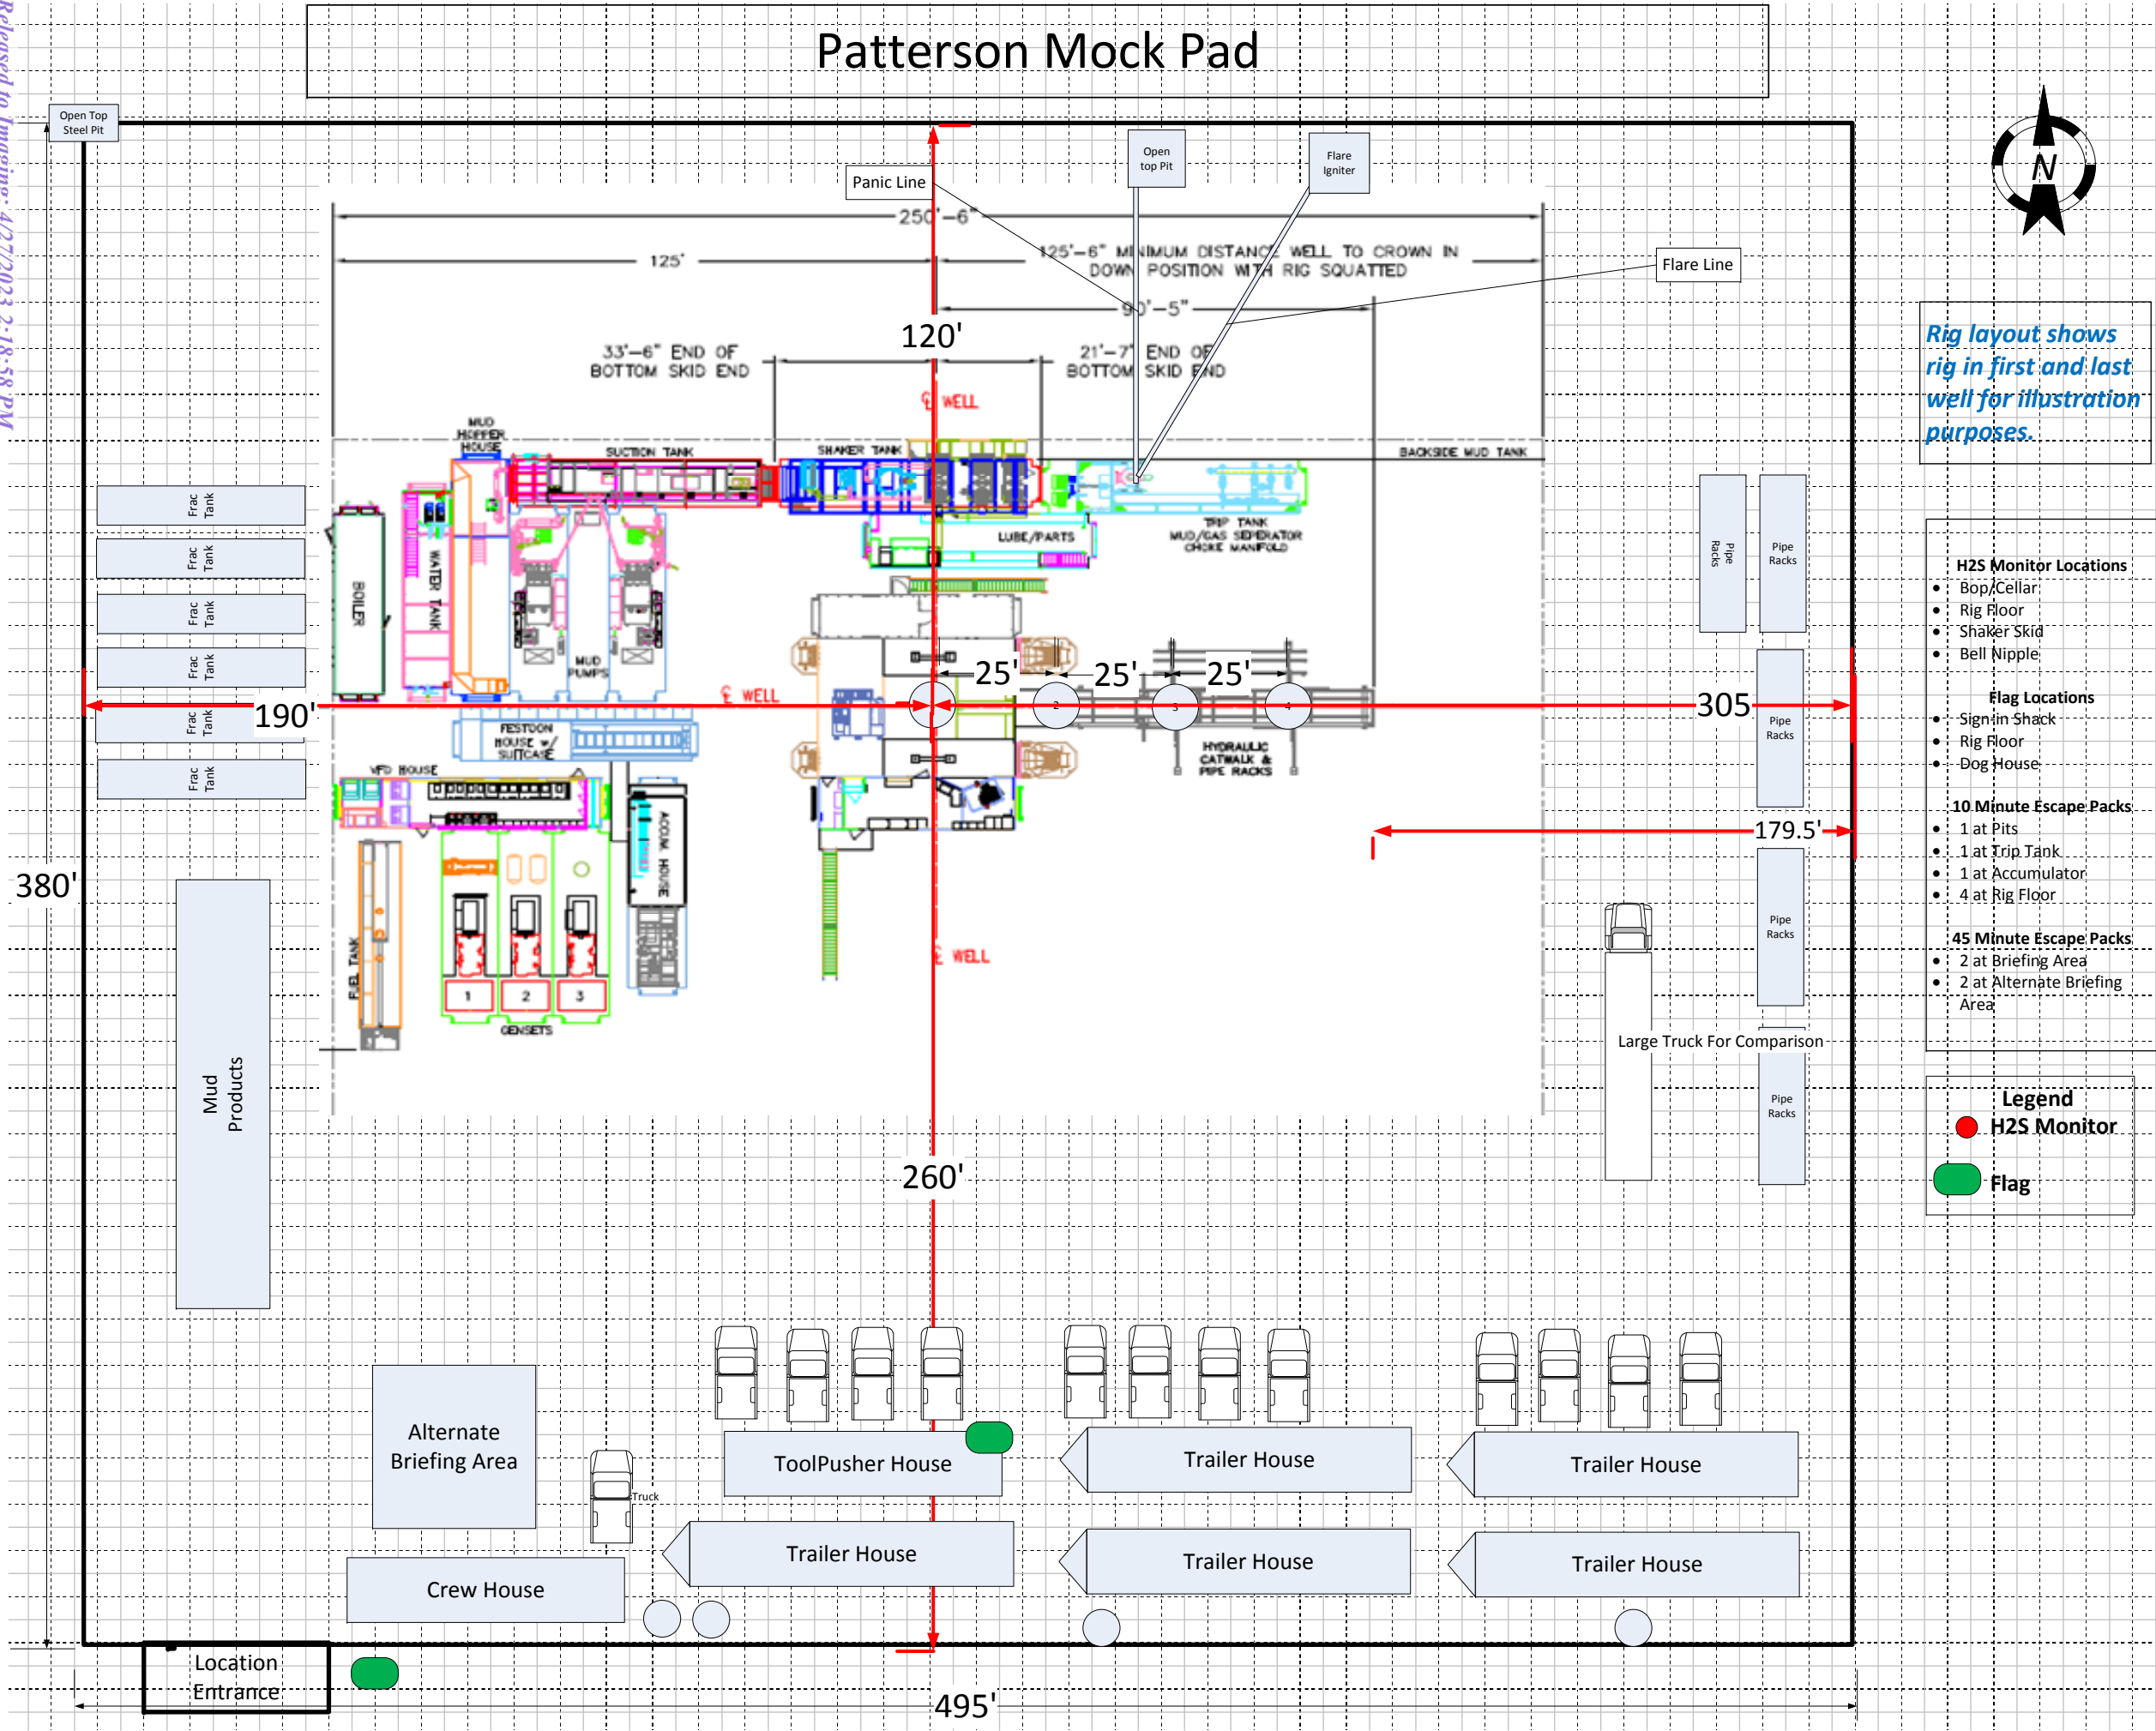 Patterson Mock Pad
Released to Imaging: 4/27/2023 2:18:58 PM
Open Top
Steel Pit
Panic Line
Open
top Pit
Flare
Igniter
N
250'-6"
125'
125'-6" MINIMUM DISTANCE WELL TO CROWN IN
DOWN POSITION WITH RIG SQUATTED
Flare Line
90'-5"
120'
33'-6" END OF
BOTTOM SKID END
21'-7" END OF
BOTTOM SKID END
Rig layout shows
rig in first and last
well for illustration
purposes.
℄ WELL
MUD
HOPPER
HOUSE
SUCTION TANK
SHAKER TANK
BACKSIDE MUD TANK
Frac
Tank
Frac
Tank
Frac
Tank
Frac
Tank
Frac
Tank
Frac
Tank
BOILER
WATER TANK
MUD
PUMPS
LUBE/PARTS
TRIP TANK
MUD/GAS SEPERATOR
CHOKE MANIFOLD
Pipe
Racks
Pipe
Racks
H2S Monitor Locations
• Bop/Cellar
• Rig Floor
• Shaker Skid
• Bell Nipple
Flag Locations
• Sign in Shack
• Rig Floor
• Dog House
10 Minute Escape Packs
• 1 at Pits
• 1 at Trip Tank
• 1 at Accumulator
• 4 at Rig Floor
45 Minute Escape Packs
• 2 at Briefing Area
• 2 at Alternate Briefing
Area
25'
25'
25'
℄ WELL
190'
2
3
4
305
Pipe
Racks
FESTOON
HOUSE w/
SUITCASE
HYDRAULIC
CATWALK &
PIPE RACKS
VFD HOUSE
ACCUM. HOUSE
179.5'
380'
Pipe
Racks
FUEL TANK
℄ WELL
1
2
3
GENSETS
Large Truck For Comparison
Pipe
Racks
Mud
Products
Legend
H2S Monitor
Flag
260'
Alternate
Briefing Area
Truck
ToolPusher House
Trailer House
Trailer House
Crew House
Trailer House
Trailer House
Trailer House
Location
Entrance
495'